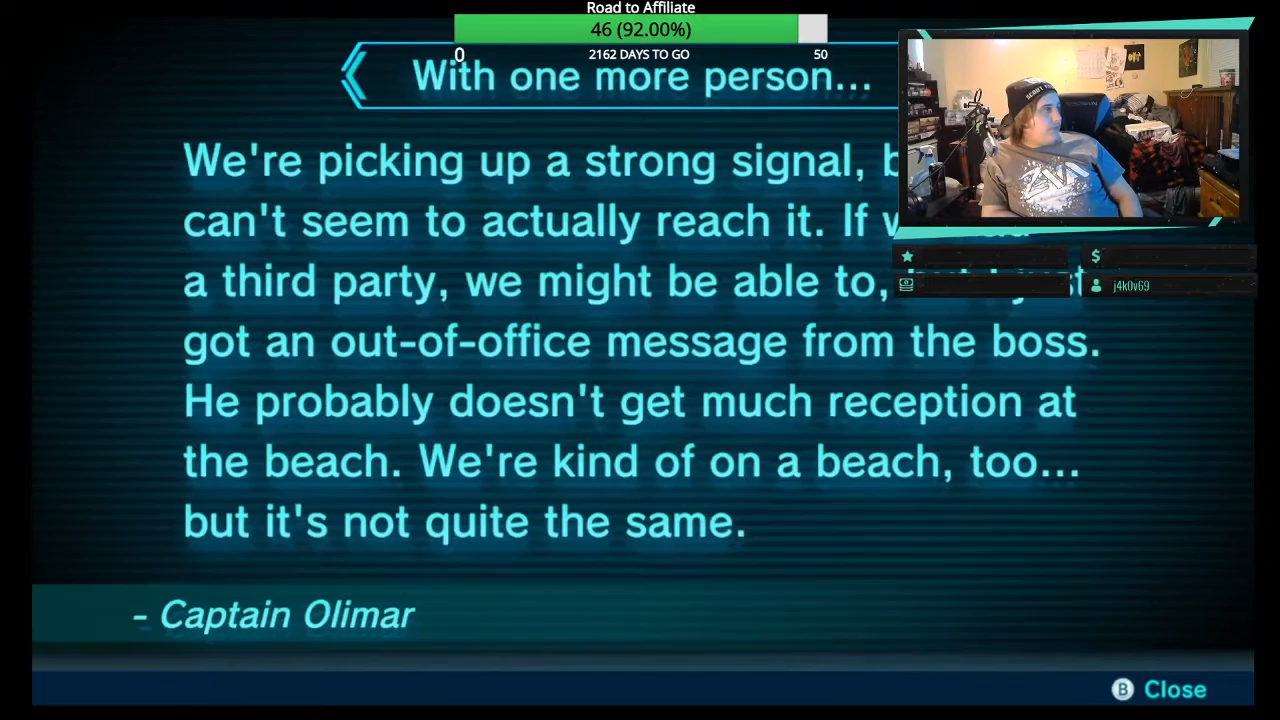 Road to Affiliate
46 (92.00%)
0 2162 DAYS TO GO 50
With one more person...
We're picking up a strong signal,
can't seem to actually reach it. If
a third party, we might be able to,
got an out-of-office message from the boss.
He probably doesn't get much reception at
the beach. We're kind of on a beach, too...
but it's not quite the same.
- Captain Olimar
$
j4k0v69
B Close